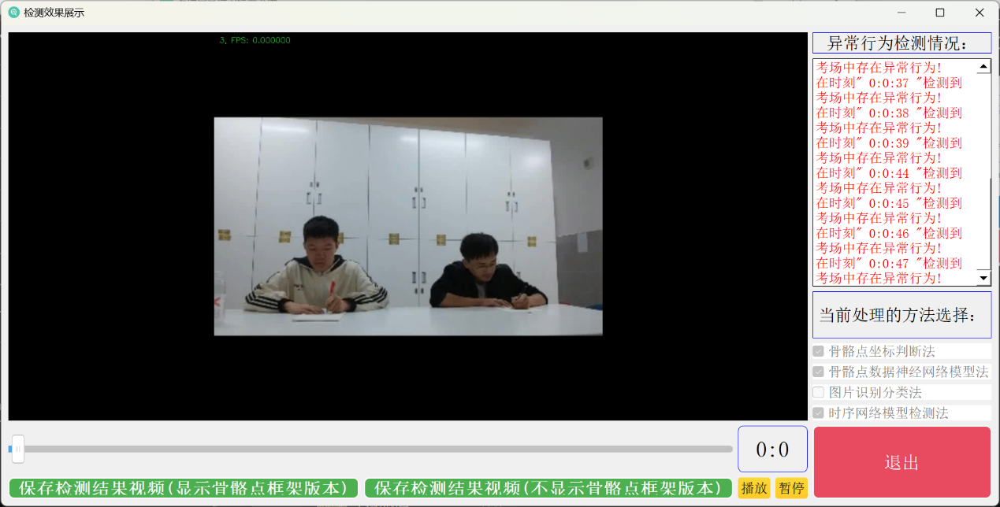 检测效果展示
3, FPS: 0.000000
异常行为检测情况:
考场中存在异常行为!
在时刻" 0:0:37 "检测到
考场中存在异常行为!
在时刻" 0:0:38 "检测到
考场中存在异常行为!
在时刻" 0:0:39 "检测到
考场中存在异常行为!
在时刻" 0:0:44 "检测到
考场中存在异常行为!
在时刻" 0:0:45 "检测到
考场中存在异常行为!
在时刻" 0:0:46 "检测到
考场中存在异常行为!
在时刻" 0:0:47 "检测到
考场中存在异常行为!
当前处理的方法选择:
骨骼点坐标判断法
骨骼点数据神经网络模型法
图片识别分类法
时序网络模型检测法
0:0
退出
保存检测结果视频(显示骨骼点框架版本)
保存检测结果视频(不显示骨骼点框架版本)
播放
暂停